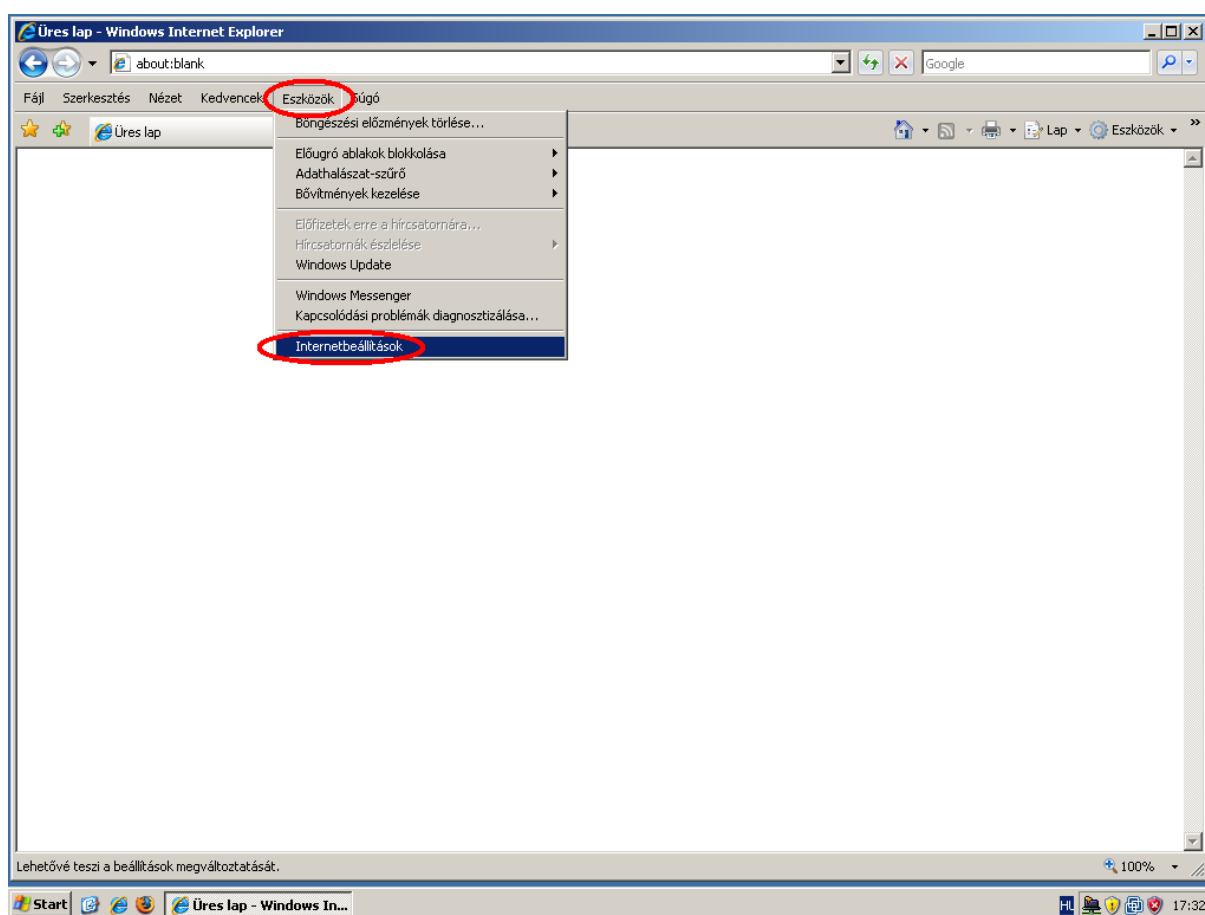 Üres lap - Windows Internet Explorer
about:blank
Google
Fájl Szerkesztés Nézet Kedvencek Eszközök Súgó
Üres lap
Lap Eszközök »
Böngészési előzmények törlése...
Előugró ablakok blokkolása
Adathalászat-szűrő
Bővítmények kezelése
Előfizetek erre a hírcsatornára...
Hírcsatornák észlelése
Windows Update
Windows Messenger
Kapcsolódási problémák diagnosztizálása...
Internetbeállítások
Lehetővé teszi a beállítások megváltoztatását.
100%
Start Üres lap - Windows In... HU 17:32